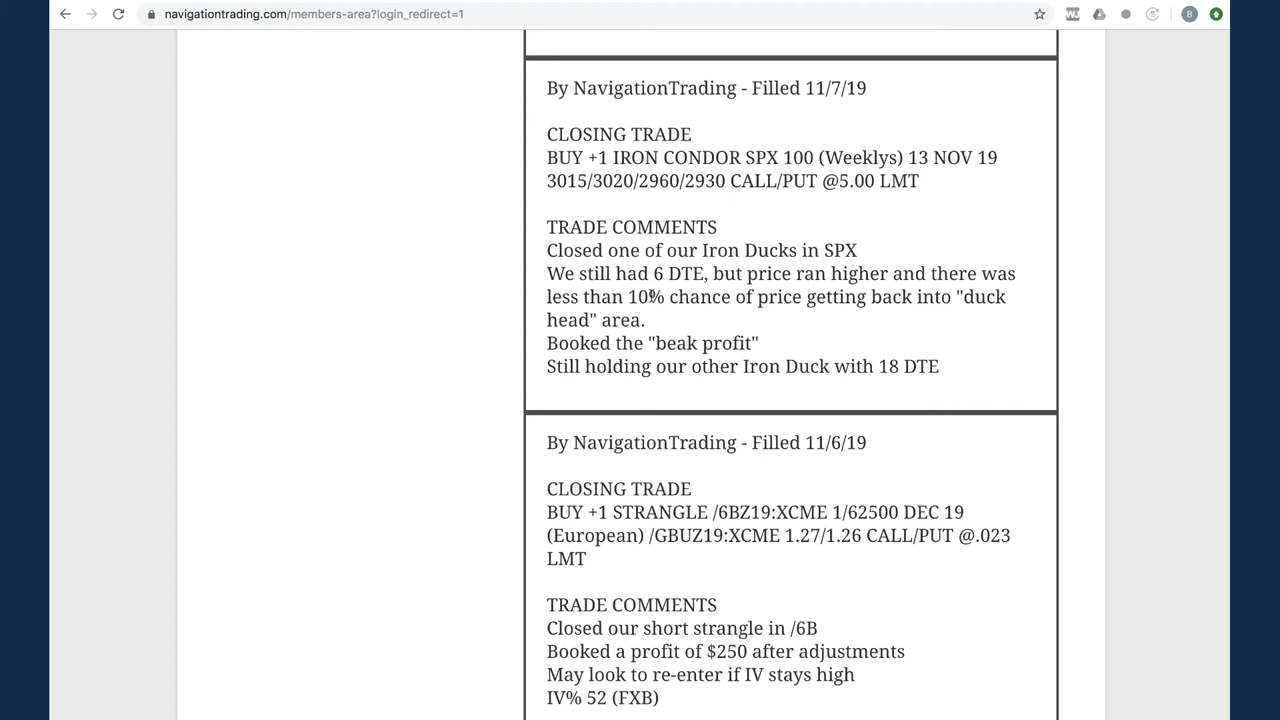 navigationtrading.com/members-area?login_redirect=1
B
By NavigationTrading - Filled 11/7/19
CLOSING TRADE
BUY +1 IRON CONDOR SPX 100 (Weeklys) 13 NOV 19
3015/3020/2960/2930 CALL/PUT @5.00 LMT
TRADE COMMENTS
Closed one of our Iron Ducks in SPX
We still had 6 DTE, but price ran higher and there was
less than 10% chance of price getting back into "duck
head" area.
Booked the "beak profit"
Still holding our other Iron Duck with 18 DTE
By NavigationTrading - Filled 11/6/19
CLOSING TRADE
BUY +1 STRANGLE /6BZ19:XCME 1/62500 DEC 19
(European) /GBUZ19:XCME 1.27/1.26 CALL/PUT @.023
LMT
TRADE COMMENTS
Closed our short strangle in /6B
Booked a profit of $250 after adjustments
May look to re-enter if IV stays high
IV% 52 (FXB)